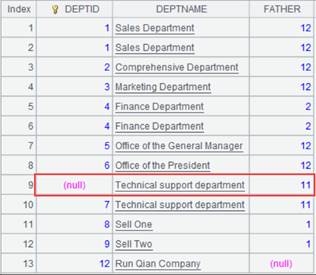 Index DEPTID DEPTNAME FATHER
1 1 Sales Department 12
2 1 Sales Department 12
3 2 Comprehensive Department 12
4 3 Marketing Department 12
5 4 Finance Department 2
6 4 Finance Department 2
7 5 Office of the General Manager 12
8 6 Office of the President 12
9 (null) Technical support department 11
10 7 Technical support department 11
11 8 Sell One 1
12 9 Sell Two 1
13 12 Run Qian Company (null)